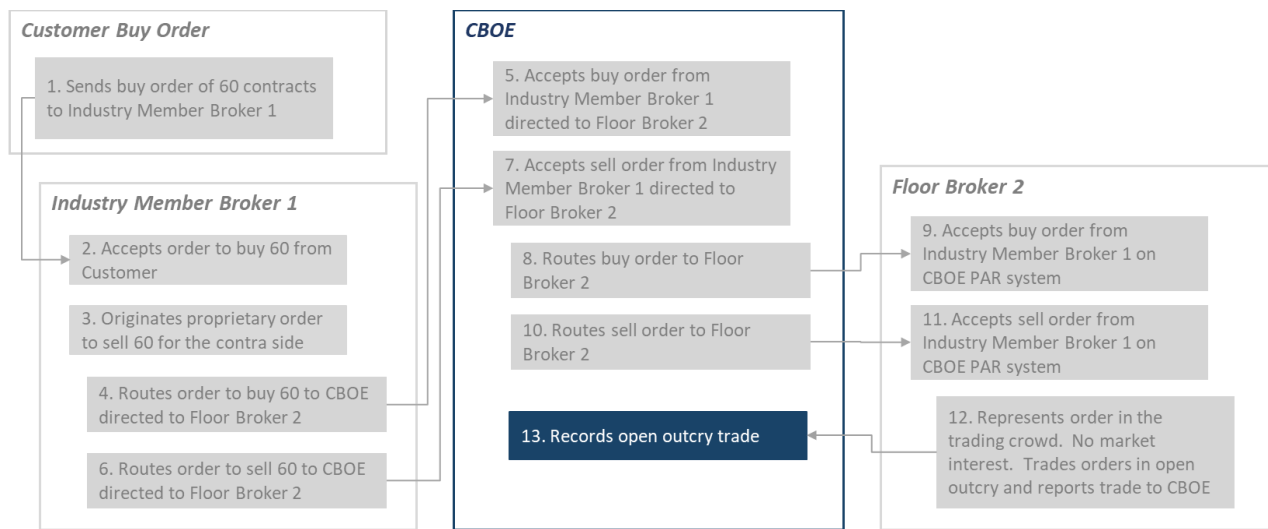 Customer Buy Order
1. Sends buy order of 60 contracts
to Industry Member Broker 1
Industry Member Broker 1
2. Accepts order to buy 60 from
Customer
3. Originates proprietary order
to sell 60 for the contra side
4. Routes order to buy 60 to CBOE
directed to Floor Broker 2
6. Routes order to sell 60 to CBOE
directed to Floor Broker 2
CBOE
5. Accepts buy order from
Industry Member Broker 1
directed to Floor Broker 2
7. Accepts sell order from Industry
Member Broker 1 directed to
Floor Broker 2
8. Routes buy order to Floor
Broker 2
10. Routes sell order to Floor
Broker 2
13. Records open outcry trade
Floor Broker 2
9. Accepts buy order from
Industry Member Broker 1 on
CBOE PAR system
11. Accepts sell order from
Industry Member Broker 1 on
CBOE PAR system
12. Represents order in the
trading crowd.  No market
interest.  Trades orders in open
outcry and reports trade to CBOE